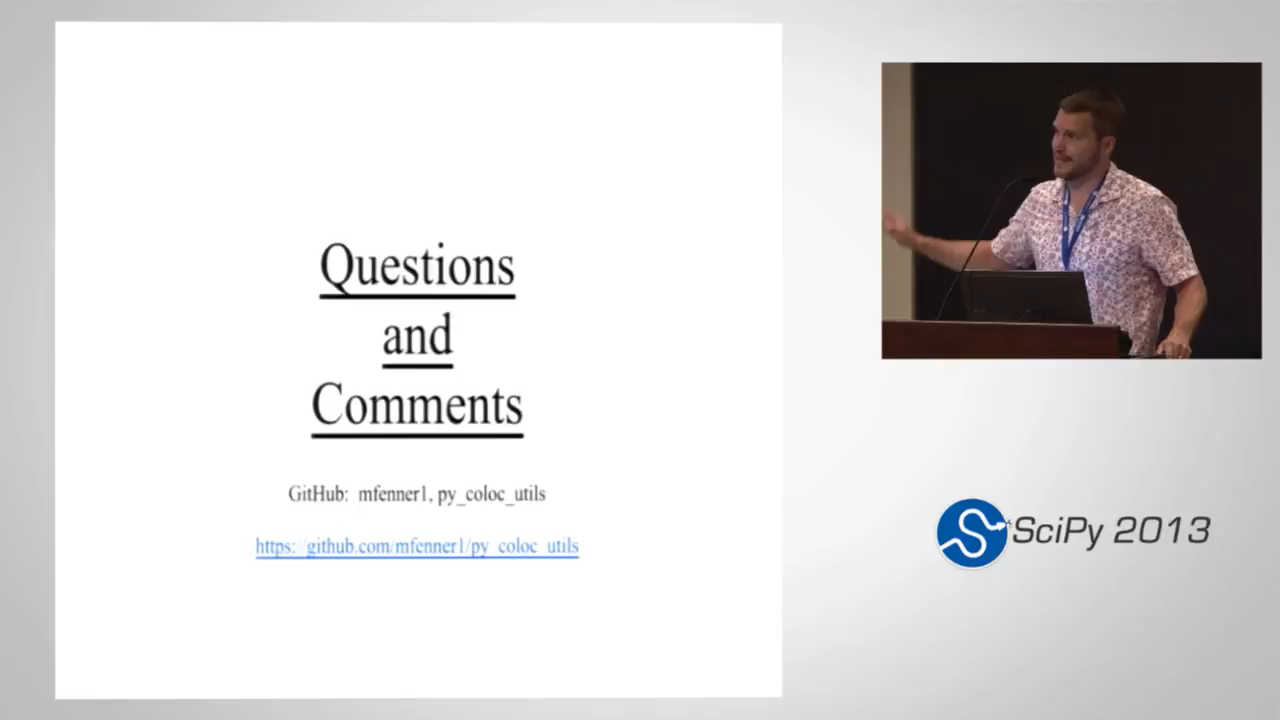 Questions
and
Comments
GitHub: mfenner1, py_coloc_utils
https://github.com/mfenner1/py_coloc_utils
SciPy 2013